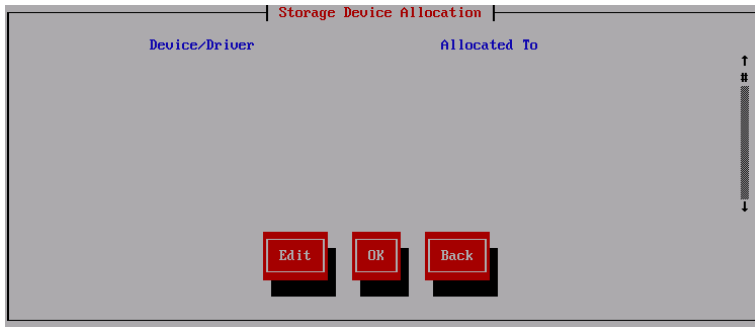 Storage Device Allocation
Device/Driver Allocated To
↑
#
↓
Edit OK Back